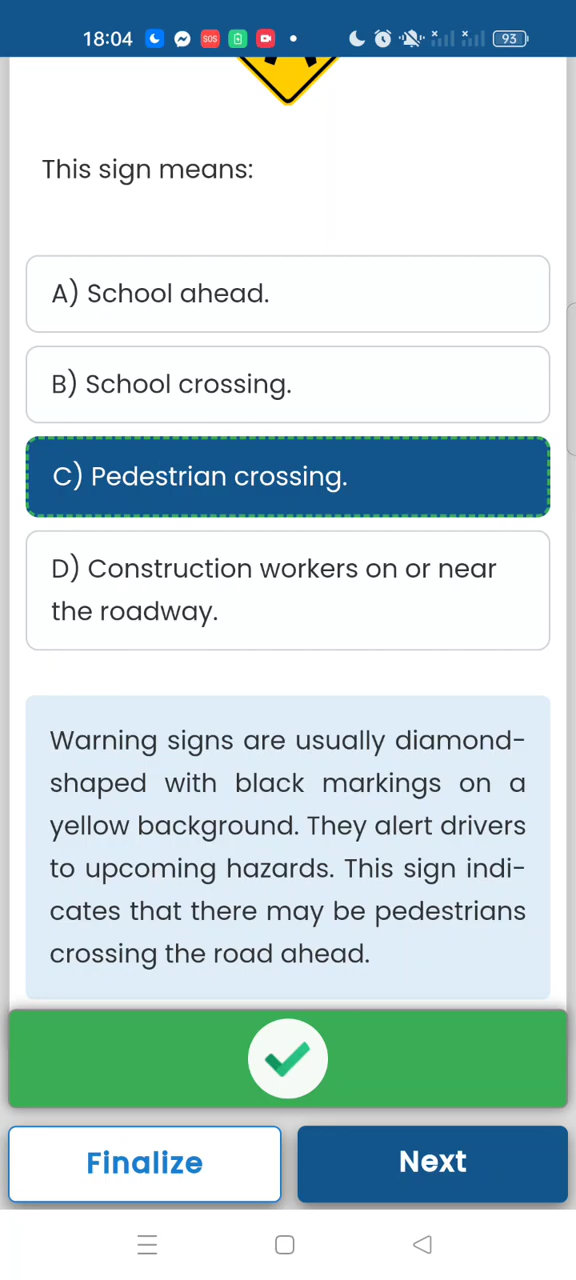 18:04
SOS
93
This sign means:
A) School ahead.
B) School crossing.
C) Pedestrian crossing.
D) Construction workers on or near
the roadway.
Warning signs are usually diamond-
shaped with black markings on a
yellow background. They alert drivers
to upcoming hazards. This sign indi-
cates that there may be pedestrians
crossing the road ahead.
Finalize
Next